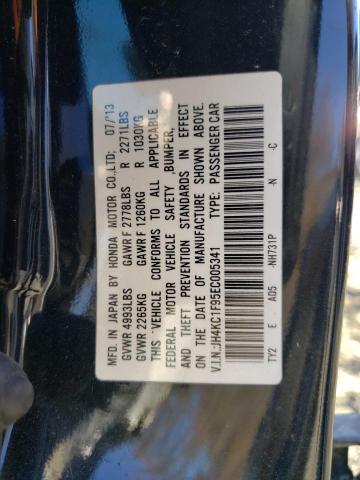 MFD. IN JAPAN BY HONDA MOTOR CO.,LTD. 07/'13
GVWR 4993LBS GAWR F 2778LBS R 2271LBS
GVWR 2265KG GAWR F 1260KG R 1030KG
THIS VEHICLE CONFORMS TO ALL APPLICABLE
FEDERAL MOTOR VEHICLE SAFETY ,BUMPER,
AND THEFT PREVENTION STANDARDS IN EFFECT
ON THE DATE OF MANUFACTURE SHOWN ABOVE.
V.I.N.:JH4KC1F95EC005341 TYPE: PASSENGER CAR
TY2 E A05 -NH731P -N -C